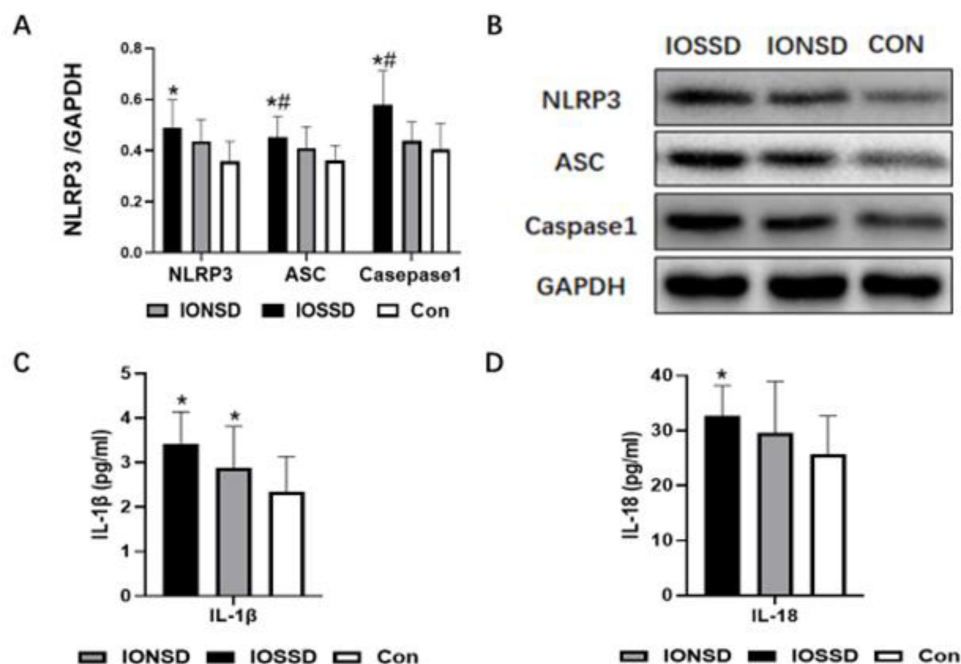 A
NLRP3 /GAPDH
0.8
0.6
0.4
0.2
0.0
*
*#
*#
NLRP3 ASC Casepase1
IONSD IOSSD Con
B
IOSSD IONSD CON
NLRP3
ASC
Caspase1
GAPDH
C
IL-1β (pg/ml)
5
4
3
2
1
0
* *
IL-1β
IONSD IOSSD Con
D
IL-18 (pg/ml)
40
30
20
10
0
*
IL-18
IONSD IOSSD Con